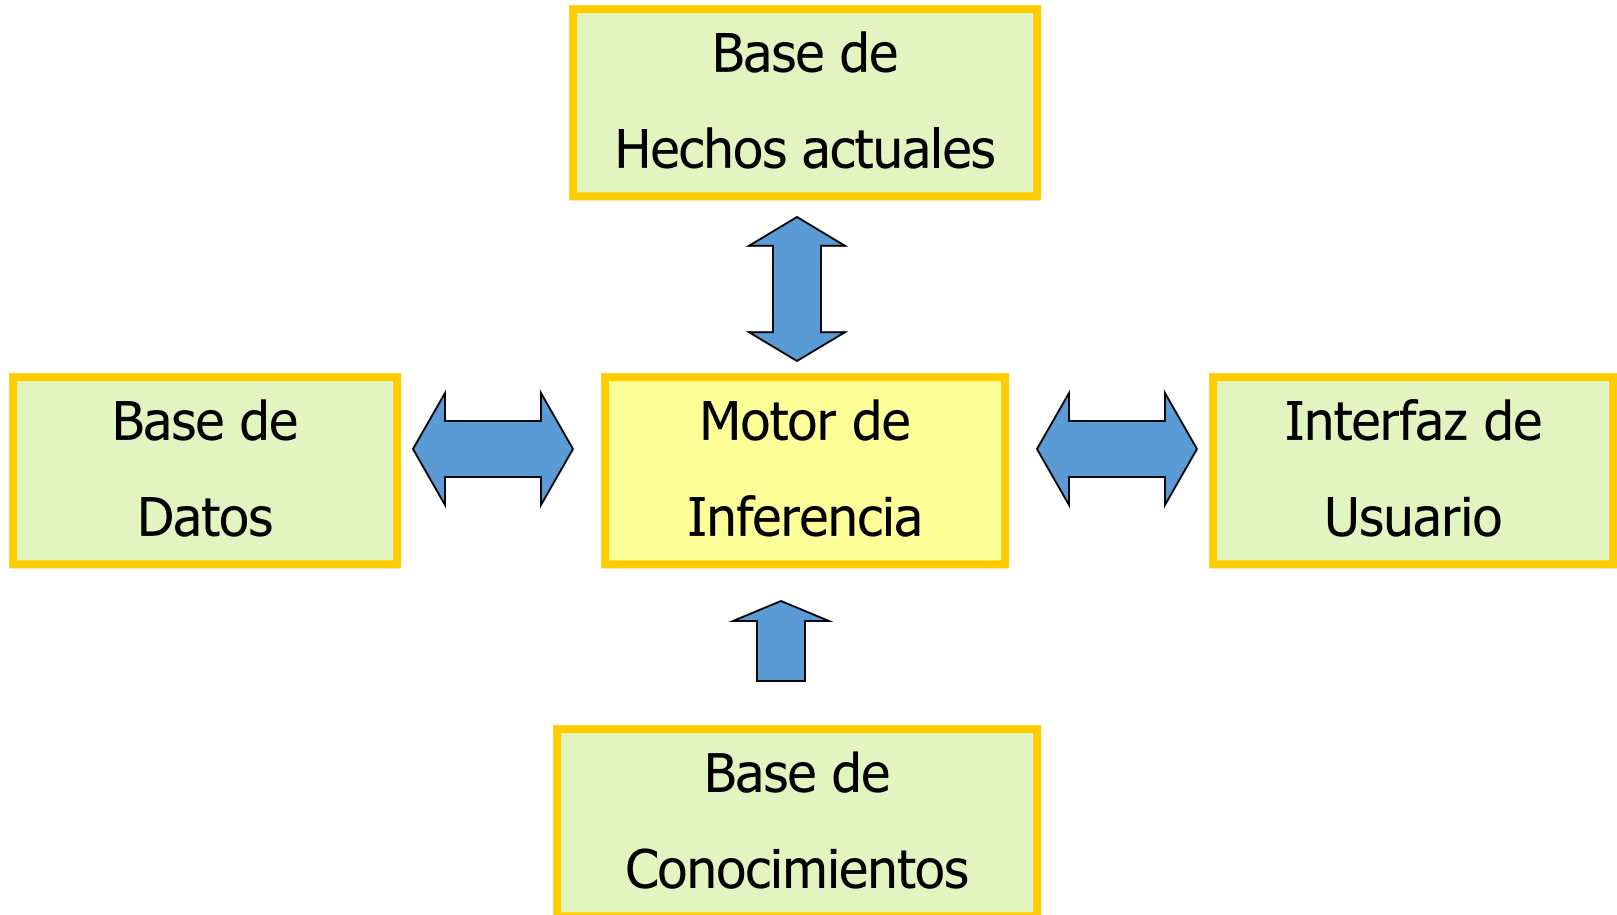 Base de
Hechos actuales
Base de
Datos
Motor de
Inferencia
Interfaz de
Usuario
Base de
Conocimientos